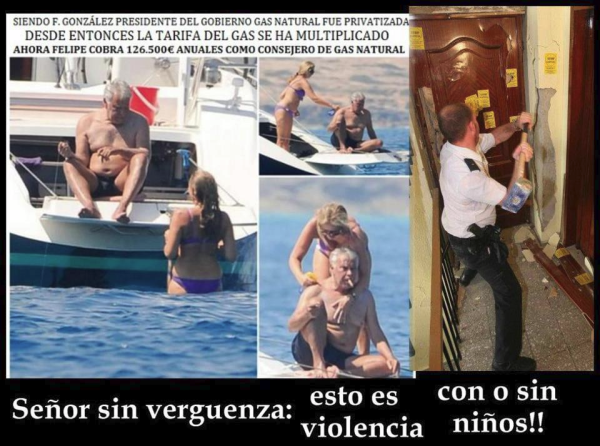 SIENDO F. GONZÁLEZ PRESIDENTE DEL GOBIERNO GAS NATURAL FUE PRIVATIZADA
DESDE ENTONCES LA TARIFA DEL GAS SE HA MULTIPLICADO
AHORA FELIPE COBRA 126.500€ ANUALES COMO CONSEJERO DE GAS NATURAL
Señor sin verguenza:
esto es
violencia
con o sin
niños!!